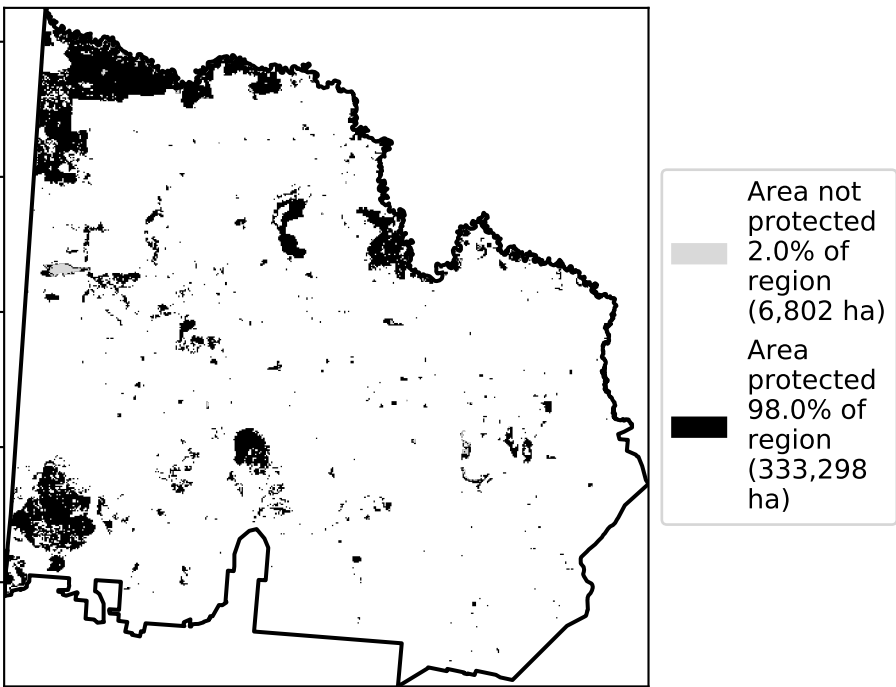 Area not
protected
2.0% of
region
(6,802 ha)
Area
protected
98.0% of
region
(333,298
ha)